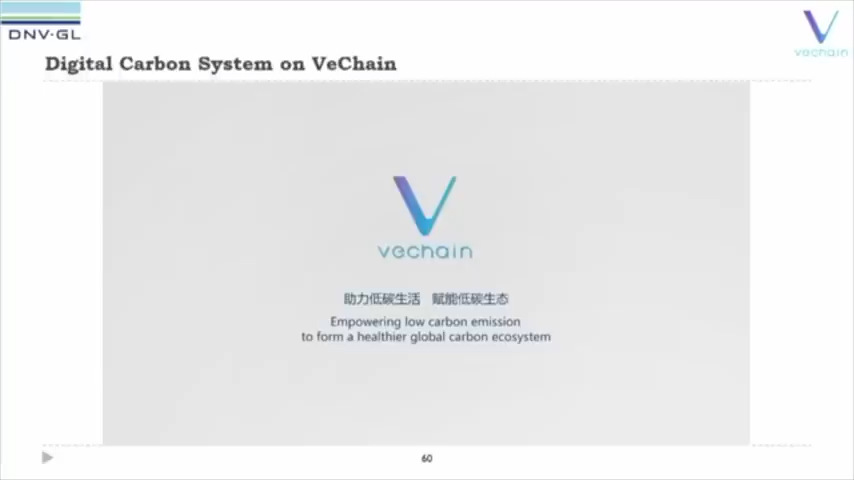 DNV·GL
vechain
Digital Carbon System on VeChain
vechain
助力低碳生活 赋能低碳生态
Empowering low carbon emission
to form a healthier global carbon ecosystem
60